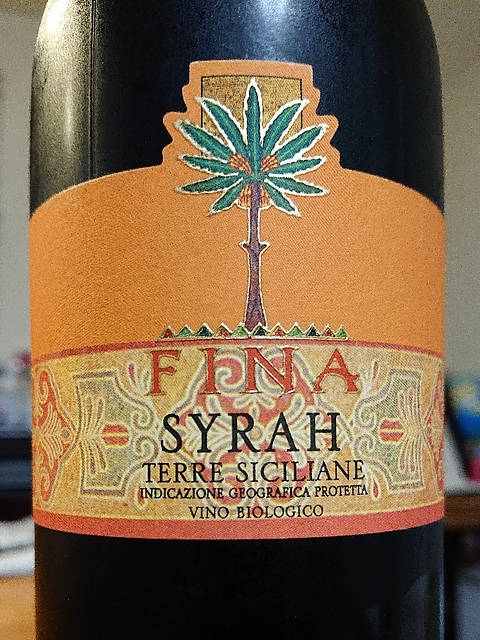 FINA
SYRAH
TERRE SICILIANE
INDICAZIONE GEOGRAFICA PROTETTA
VINO BIOLOGICO